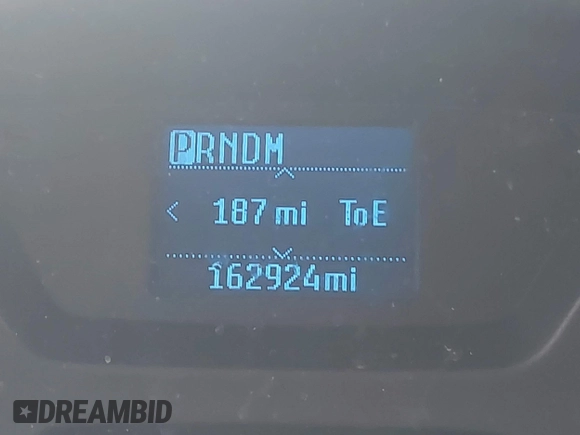 PRNDM
< 187 mi ToE
162924mi
DREAMBID